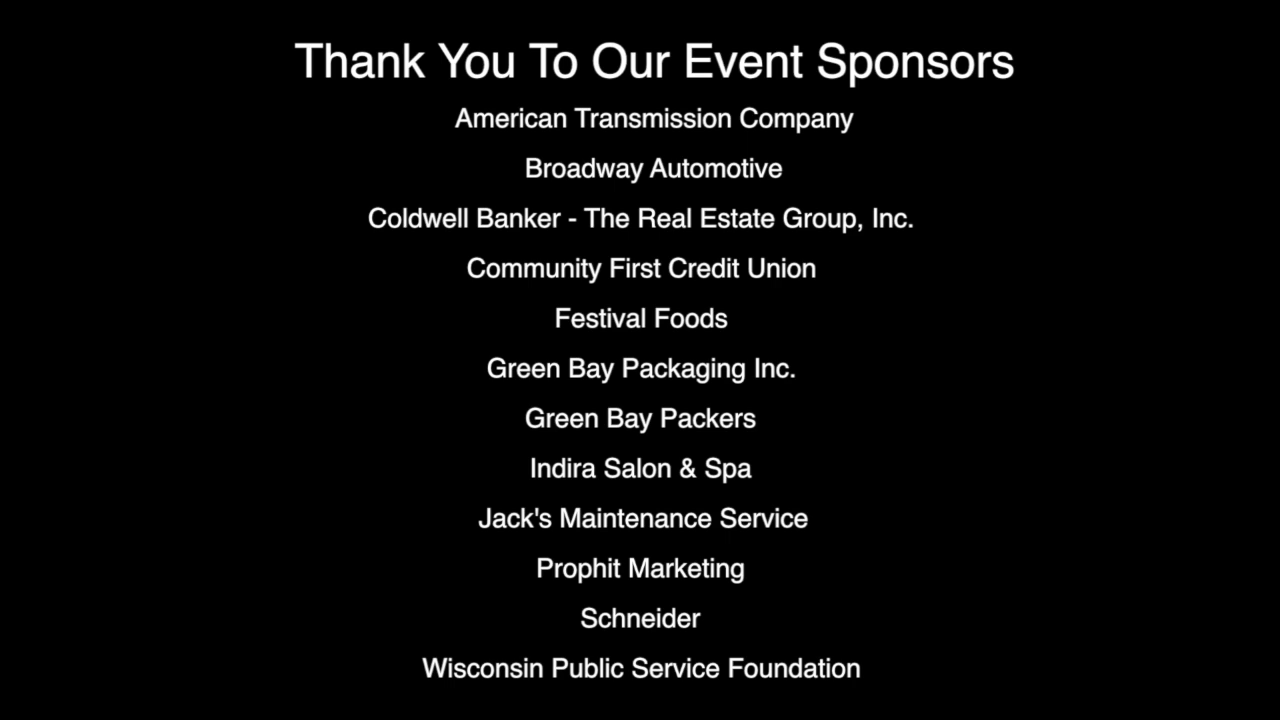 Thank You To Our Event Sponsors
American Transmission Company
Broadway Automotive
Coldwell Banker - The Real Estate Group, Inc.
Community First Credit Union
Festival Foods
Green Bay Packaging Inc.
Green Bay Packers
Indira Salon & Spa
Jack's Maintenance Service
Prophit Marketing
Schneider
Wisconsin Public Service Foundation